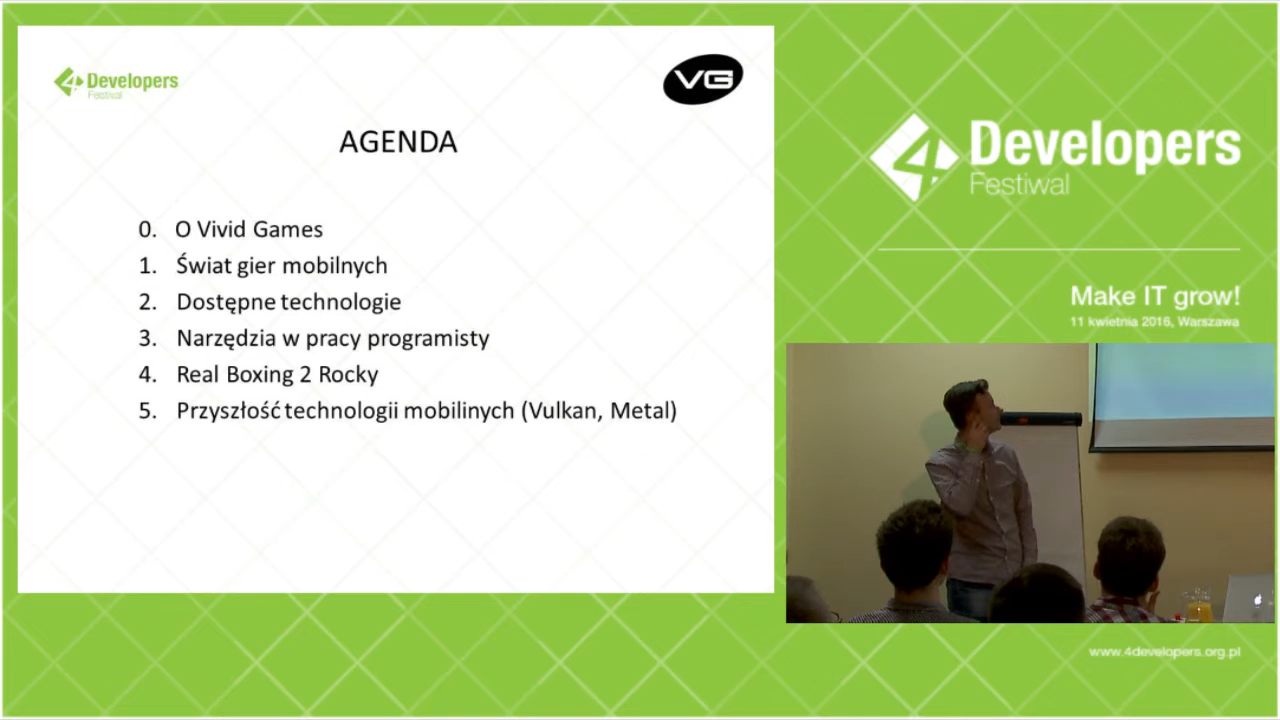 4Developers
Festiwal
VG
AGENDA
0. O Vivid Games
1. Świat gier mobilnych
2. Dostępne technologie
3. Narzędzia w pracy programisty
4. Real Boxing 2 Rocky
5. Przyszłość technologii mobilinych (Vulkan, Metal)
4Developers
Festiwal
Make IT grow!
11 kwietnia 2016, Warszawa
www.4developers.org.pl